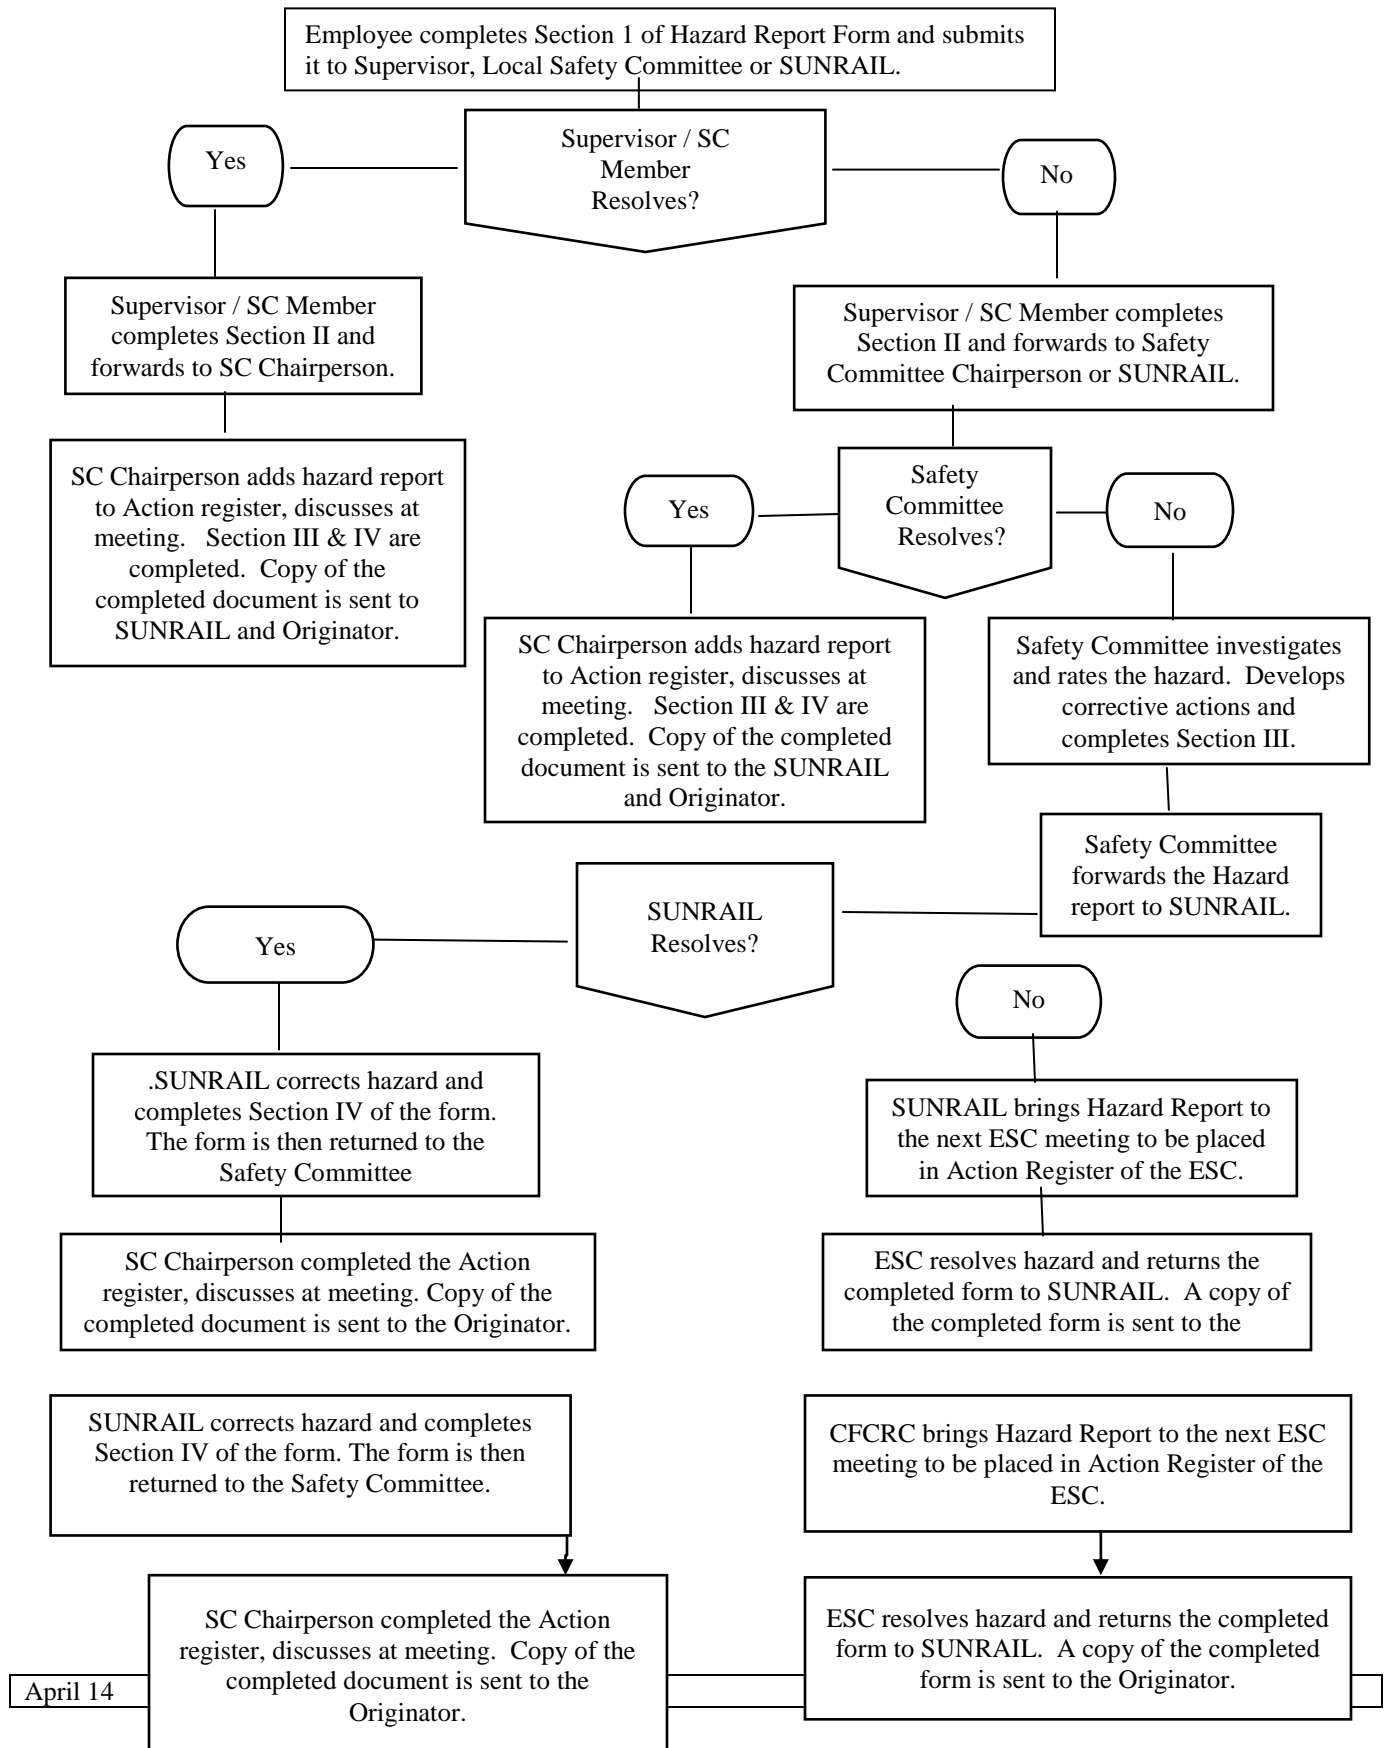 Employee completes Section 1 of Hazard Report Form and submits
it to Supervisor, Local Safety Committee or SUNRAIL.
Supervisor / SC
Member
Resolves?
Yes
No
Supervisor / SC Member
completes Section II and
forwards to SC Chairperson.
Supervisor / SC Member completes
Section II and forwards to Safety
Committee Chairperson or SUNRAIL.
SC Chairperson adds hazard report
to Action register, discusses at
meeting. Section III & IV are
completed. Copy of the
completed document is sent to
SUNRAIL and Originator.
Safety
Committee
Resolves?
Yes
No
SC Chairperson adds hazard report
to Action register, discusses at
meeting. Section III & IV are
completed. Copy of the completed
document is sent to the SUNRAIL
and Originator.
Safety Committee investigates
and rates the hazard. Develops
corrective actions and
completes Section III.
Safety Committee
forwards the Hazard
report to SUNRAIL.
SUNRAIL
Resolves?
Yes
No
.SUNRAIL corrects hazard and
completes Section IV of the form.
The form is then returned to the
Safety Committee
SUNRAIL brings Hazard Report to
the next ESC meeting to be placed
in Action Register of the ESC.
SC Chairperson completed the Action
register, discusses at meeting. Copy of the
completed document is sent to the Originator.
ESC resolves hazard and returns the
completed form to SUNRAIL. A copy of
the completed form is sent to the
SUNRAIL corrects hazard and completes
Section IV of the form. The form is then
returned to the Safety Committee.
CFCRC brings Hazard Report to the next ESC
meeting to be placed in Action Register of the
ESC.
SC Chairperson completed the Action
register, discusses at meeting. Copy of the
completed document is sent to the
Originator.
ESC resolves hazard and returns the completed
form to SUNRAIL. A copy of the completed
form is sent to the Originator.
April 14